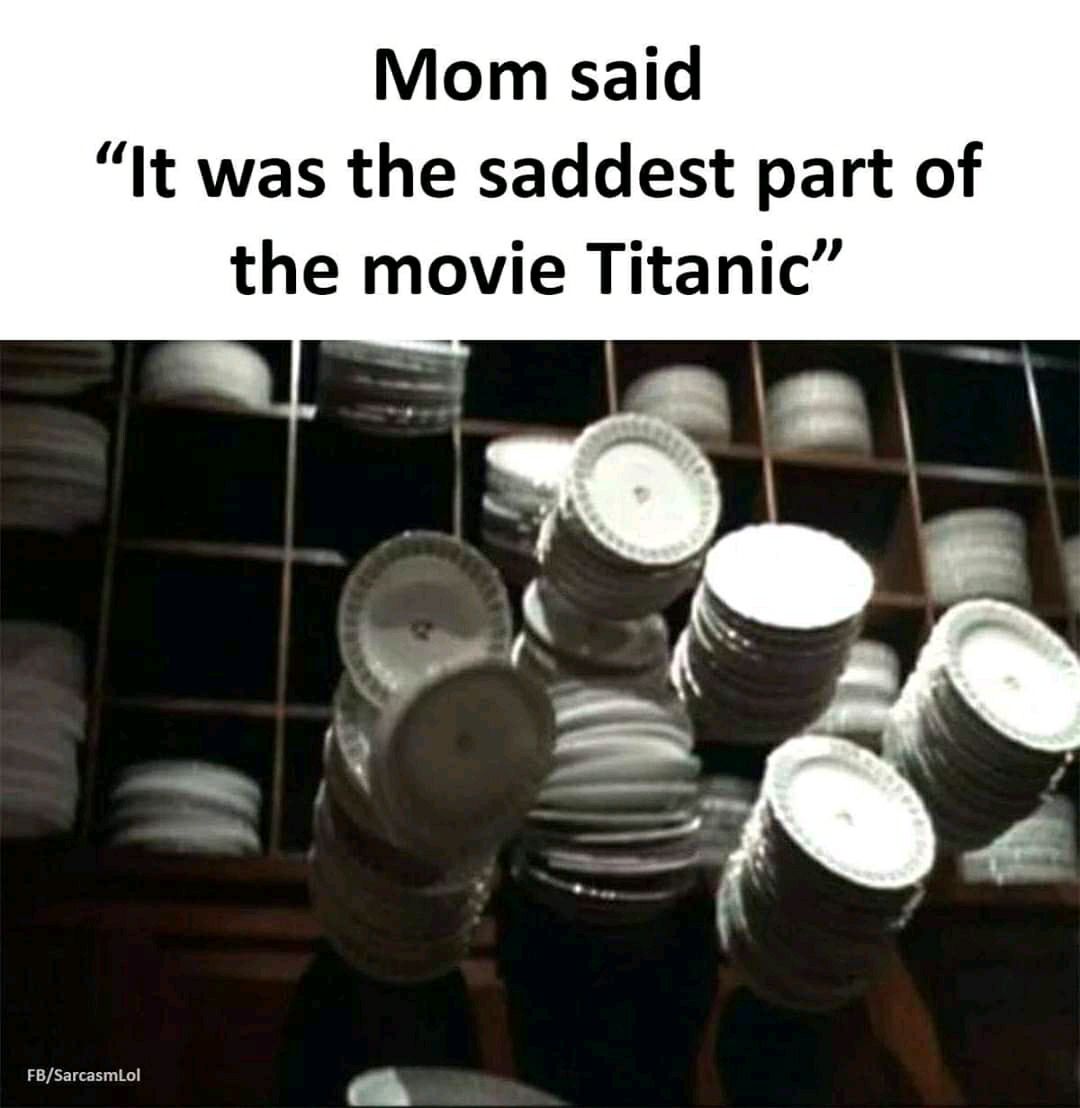 Mom said
“It was the saddest part of
the movie Titanic”
FB/SarcasmLol